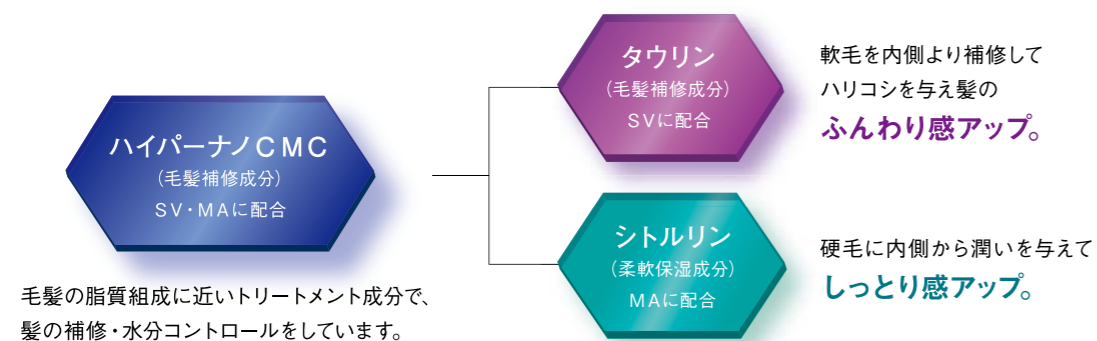 ハイパーナノCMC
(毛髪補修成分)
SV・MAに配合
毛髪の脂質組成に近いトリートメント成分で、
髪の補修・水分コントロールをしています。
タウリン
(毛髪補修成分)
SVに配合
軟毛を内側より補修して
ハリコシを与え髪の
ふんわり感アップ。
シトルリン
(柔軟保湿成分)
MAに配合
硬毛に内側から潤いを与えて
しっとり感アップ。